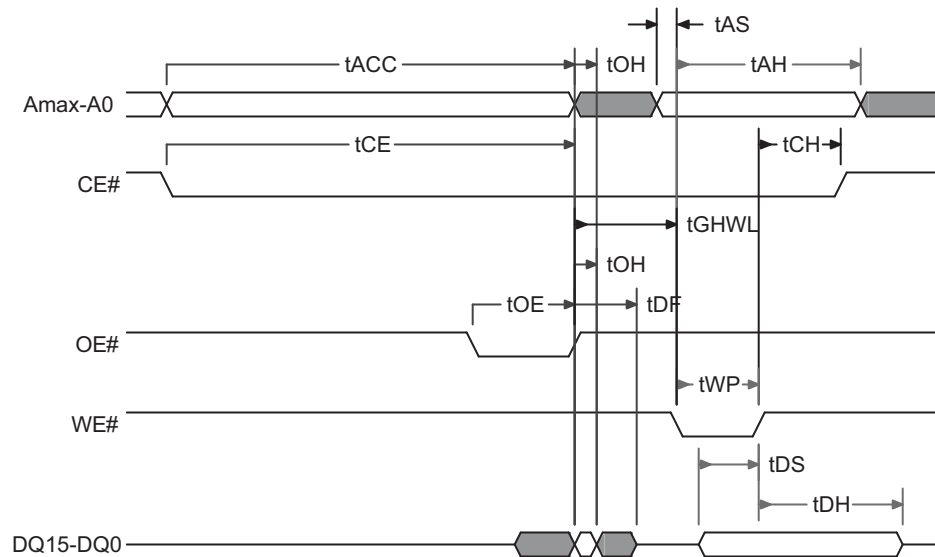 tAS
tACC
tOH
tAH
Amax-A0
tCE
tCH
CE#
tGHWL
tOH
tOE
tDF
OE#
tWP
WE#
tDS
tDH
DQ15-DQ0